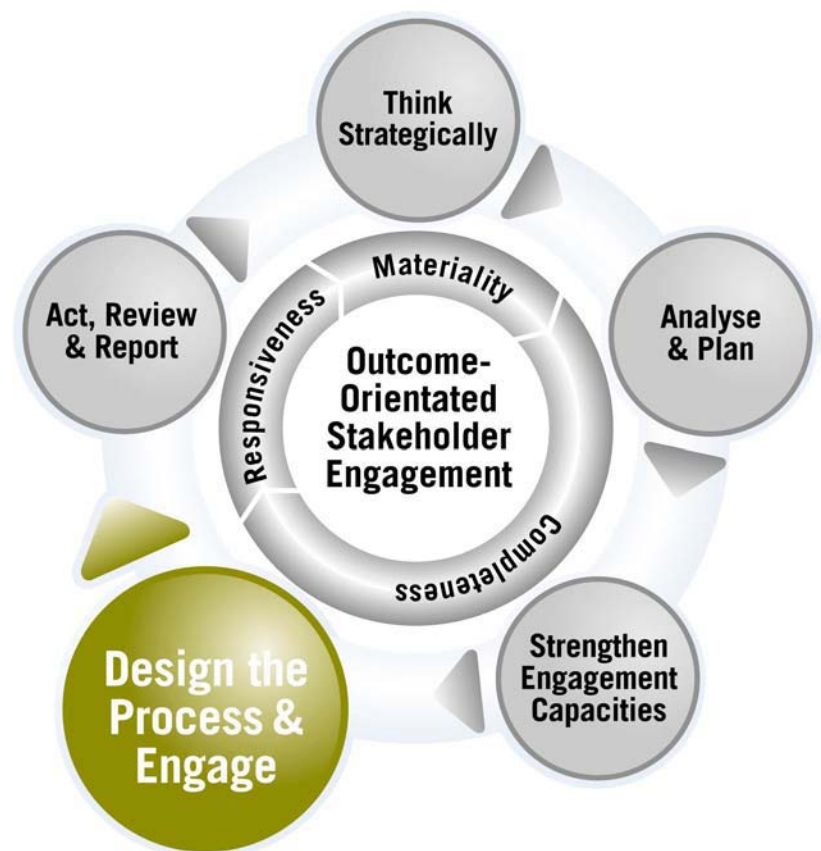 Think
Strategically
Analyse
& Plan
Strengthen
Engagement
Capacities
Design the
Process &
Engage
Act, Review
& Report
Materiality
Completeness
Responsiveness
Outcome-
Orientated
Stakeholder
Engagement